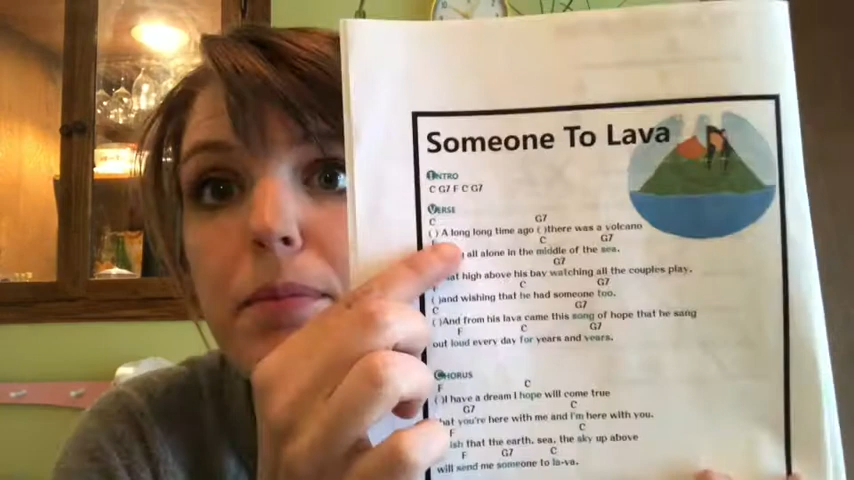 Someone To Lava
INTRO
C G7 F C G7
VERSE
C G7
( ) A long long time ago ( )there was a volcano
C G7
all alone in the middle of the sea.
G7
high above his bay watching all the couples play,
C G7
( )and wishing that he had someone too.
C G7
( )And from his lava came this song of hope that he sang
F C G7
out loud every day for years and years.
CHORUS
F C
( )I have a dream I hope will come true
G7 C
that you're here with me and I'm here with you.
F C
wish that the earth, sea, the sky up above
F G7 C
will send me someone to la-va.